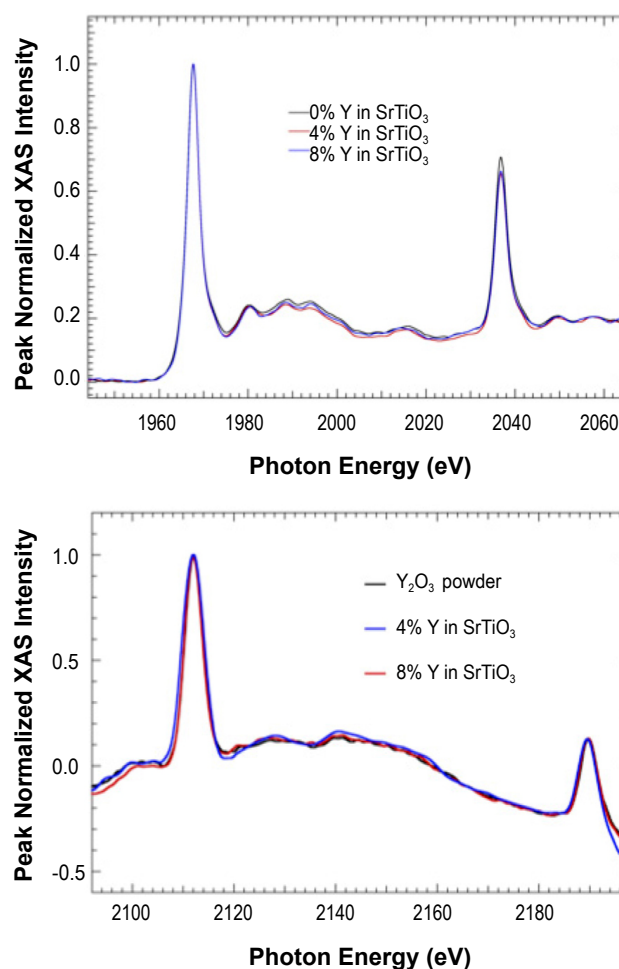 Peak Normalized XAS Intensity
1.0
0.8
0.6
0.4
0.2
0.0
0% Y in SrTiO₃
4% Y in SrTiO₃
8% Y in SrTiO₃
1960 1980 2000 2020 2040 2060
Photon Energy (eV)
Peak Normalized XAS Intensity
1.0
0.5
0.0
-0.5
Y₂O₃ powder
4% Y in SrTiO₃
8% Y in SrTiO₃
2100 2120 2140 2160 2180
Photon Energy (eV)